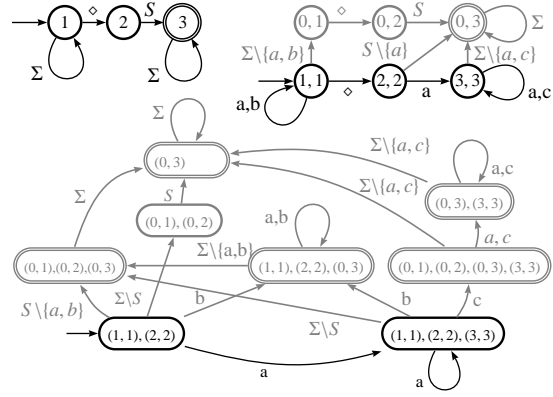 1 ⋄ 2 S 3
Σ Σ
0, 1 ⋄ 0, 2 S 0, 3 Σ
Σ\{a, b} S\{a} Σ\{a, c}
1, 1 ⋄ 2, 2 a 3, 3
a,b a,c
Σ
(0, 3)
Σ\{a, c}
Σ\{a, c}
a,c
Σ S
(0, 1), (0, 2)
(0, 3), (3, 3)
a,b
a, c
Σ\{a,b}
(0, 1),(0, 2),(0, 3)
(1, 1), (2, 2), (0, 3)
(0, 1), (0, 2), (0, 3), (3, 3)
S\{a, b} Σ\S b Σ\S b c
(1, 1), (2, 2)
(1, 1), (2, 2), (3, 3)
a a